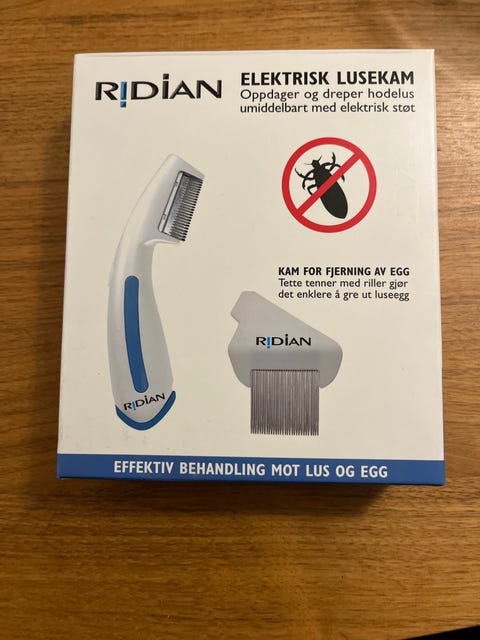 RIDIAN
ELEKTRISK LUSEKAM
Oppdager og dreper hodelus
umiddelbart med elektrisk støt
KAM FOR FJERNING AV EGG
Tette tenner med riller gjør
det enklere å gre ut luseegg
RIDIAN
RIDIAN
EFFEKTIV BEHANDLING MOT LUS OG EGG